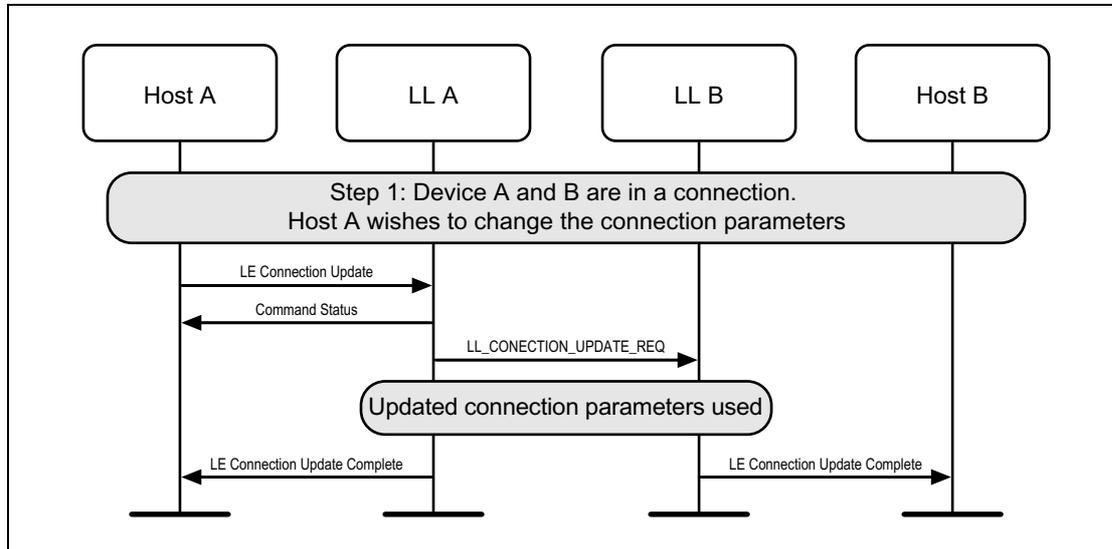 Host A
LL A
LL B
Host B
Step 1: Device A and B are in a connection.
Host A wishes to change the connection parameters
LE Connection Update
Command Status
LL_CONECTION_UPDATE_REQ
Updated connection parameters used
LE Connection Update Complete
LE Connection Update Complete